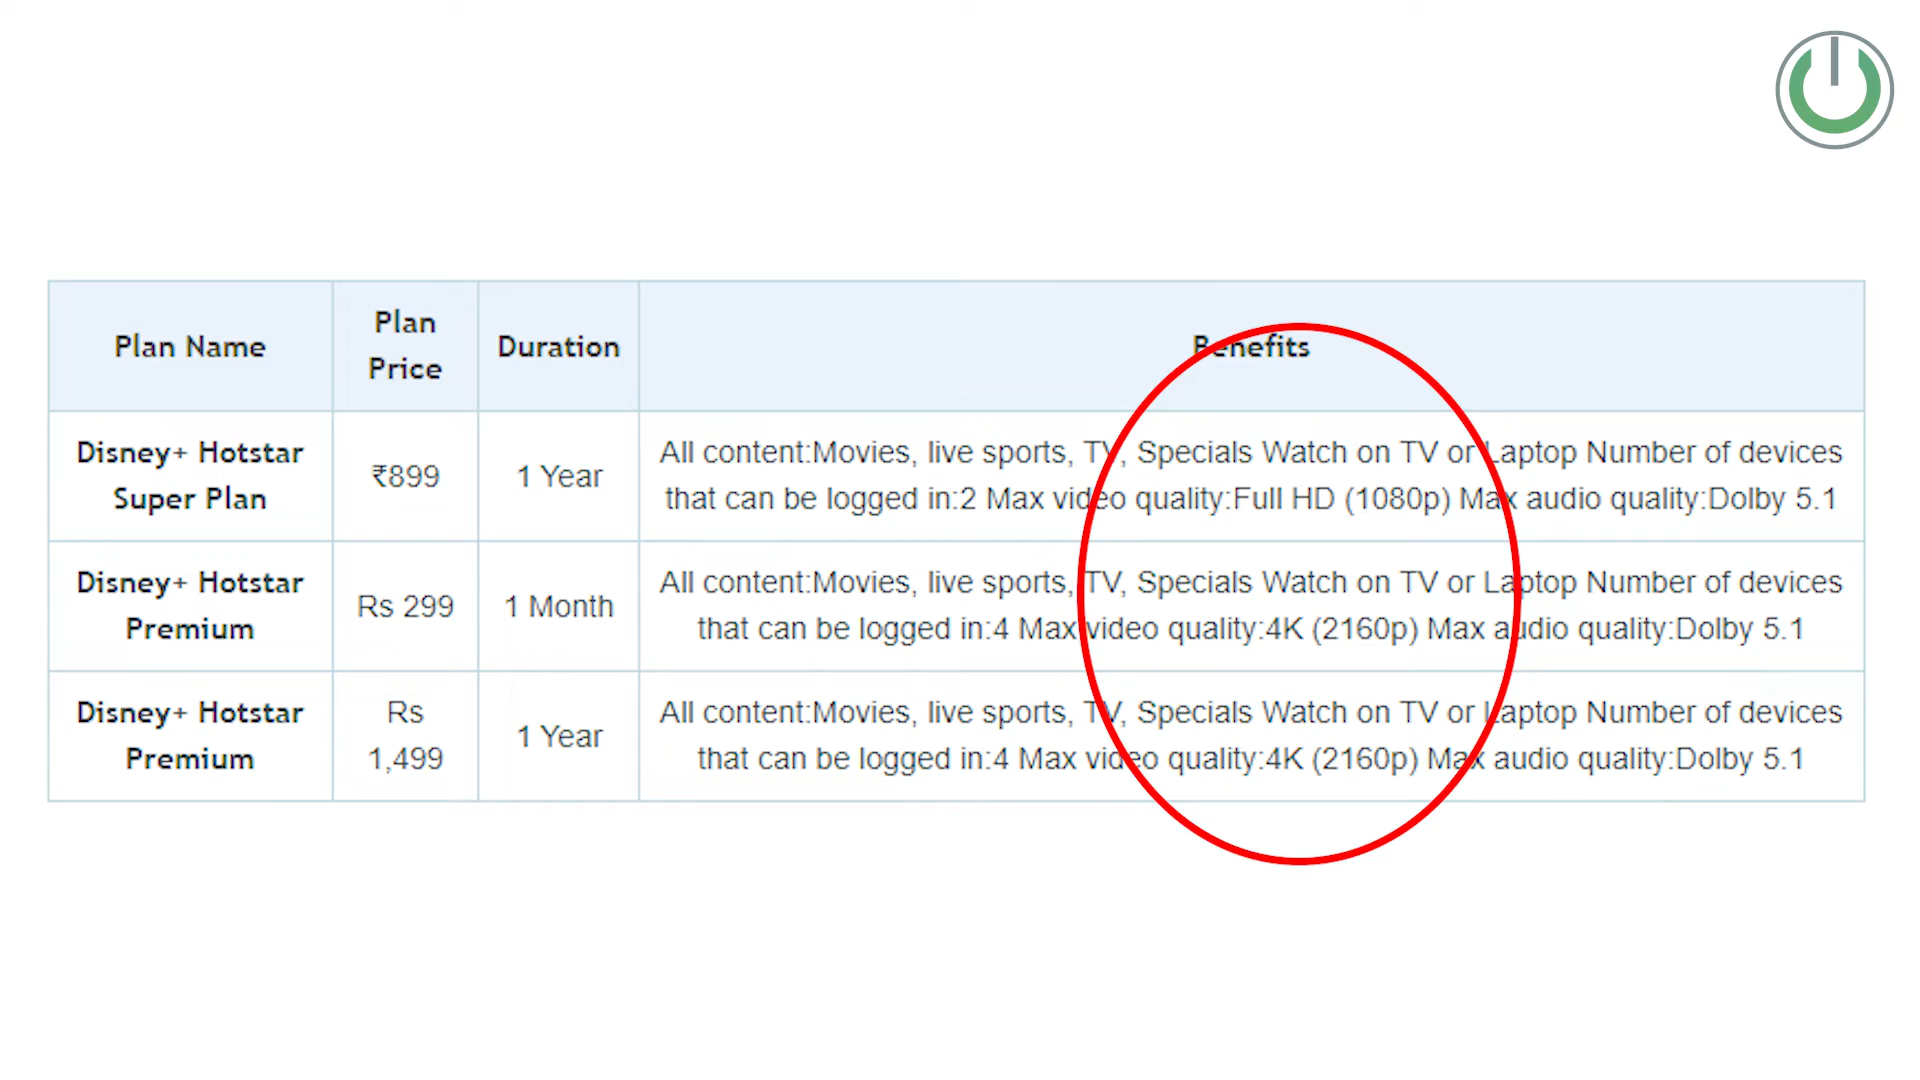 Plan Name
Plan
Price
Duration
Benefits
Disney+ Hotstar
Super Plan
₹899
1 Year
All content:Movies, live sports, TV, Specials Watch on TV or Laptop Number of devices
that can be logged in:2 Max video quality:Full HD (1080p) Max audio quality:Dolby 5.1
Disney+ Hotstar
Premium
Rs 299
1 Month
All content:Movies, live sports, TV, Specials Watch on TV or Laptop Number of devices
that can be logged in:4 Max video quality:4K (2160p) Max audio quality:Dolby 5.1
Disney+ Hotstar
Premium
Rs
1,499
1 Year
All content:Movies, live sports, TV, Specials Watch on TV or Laptop Number of devices
that can be logged in:4 Max video quality:4K (2160p) Max audio quality:Dolby 5.1